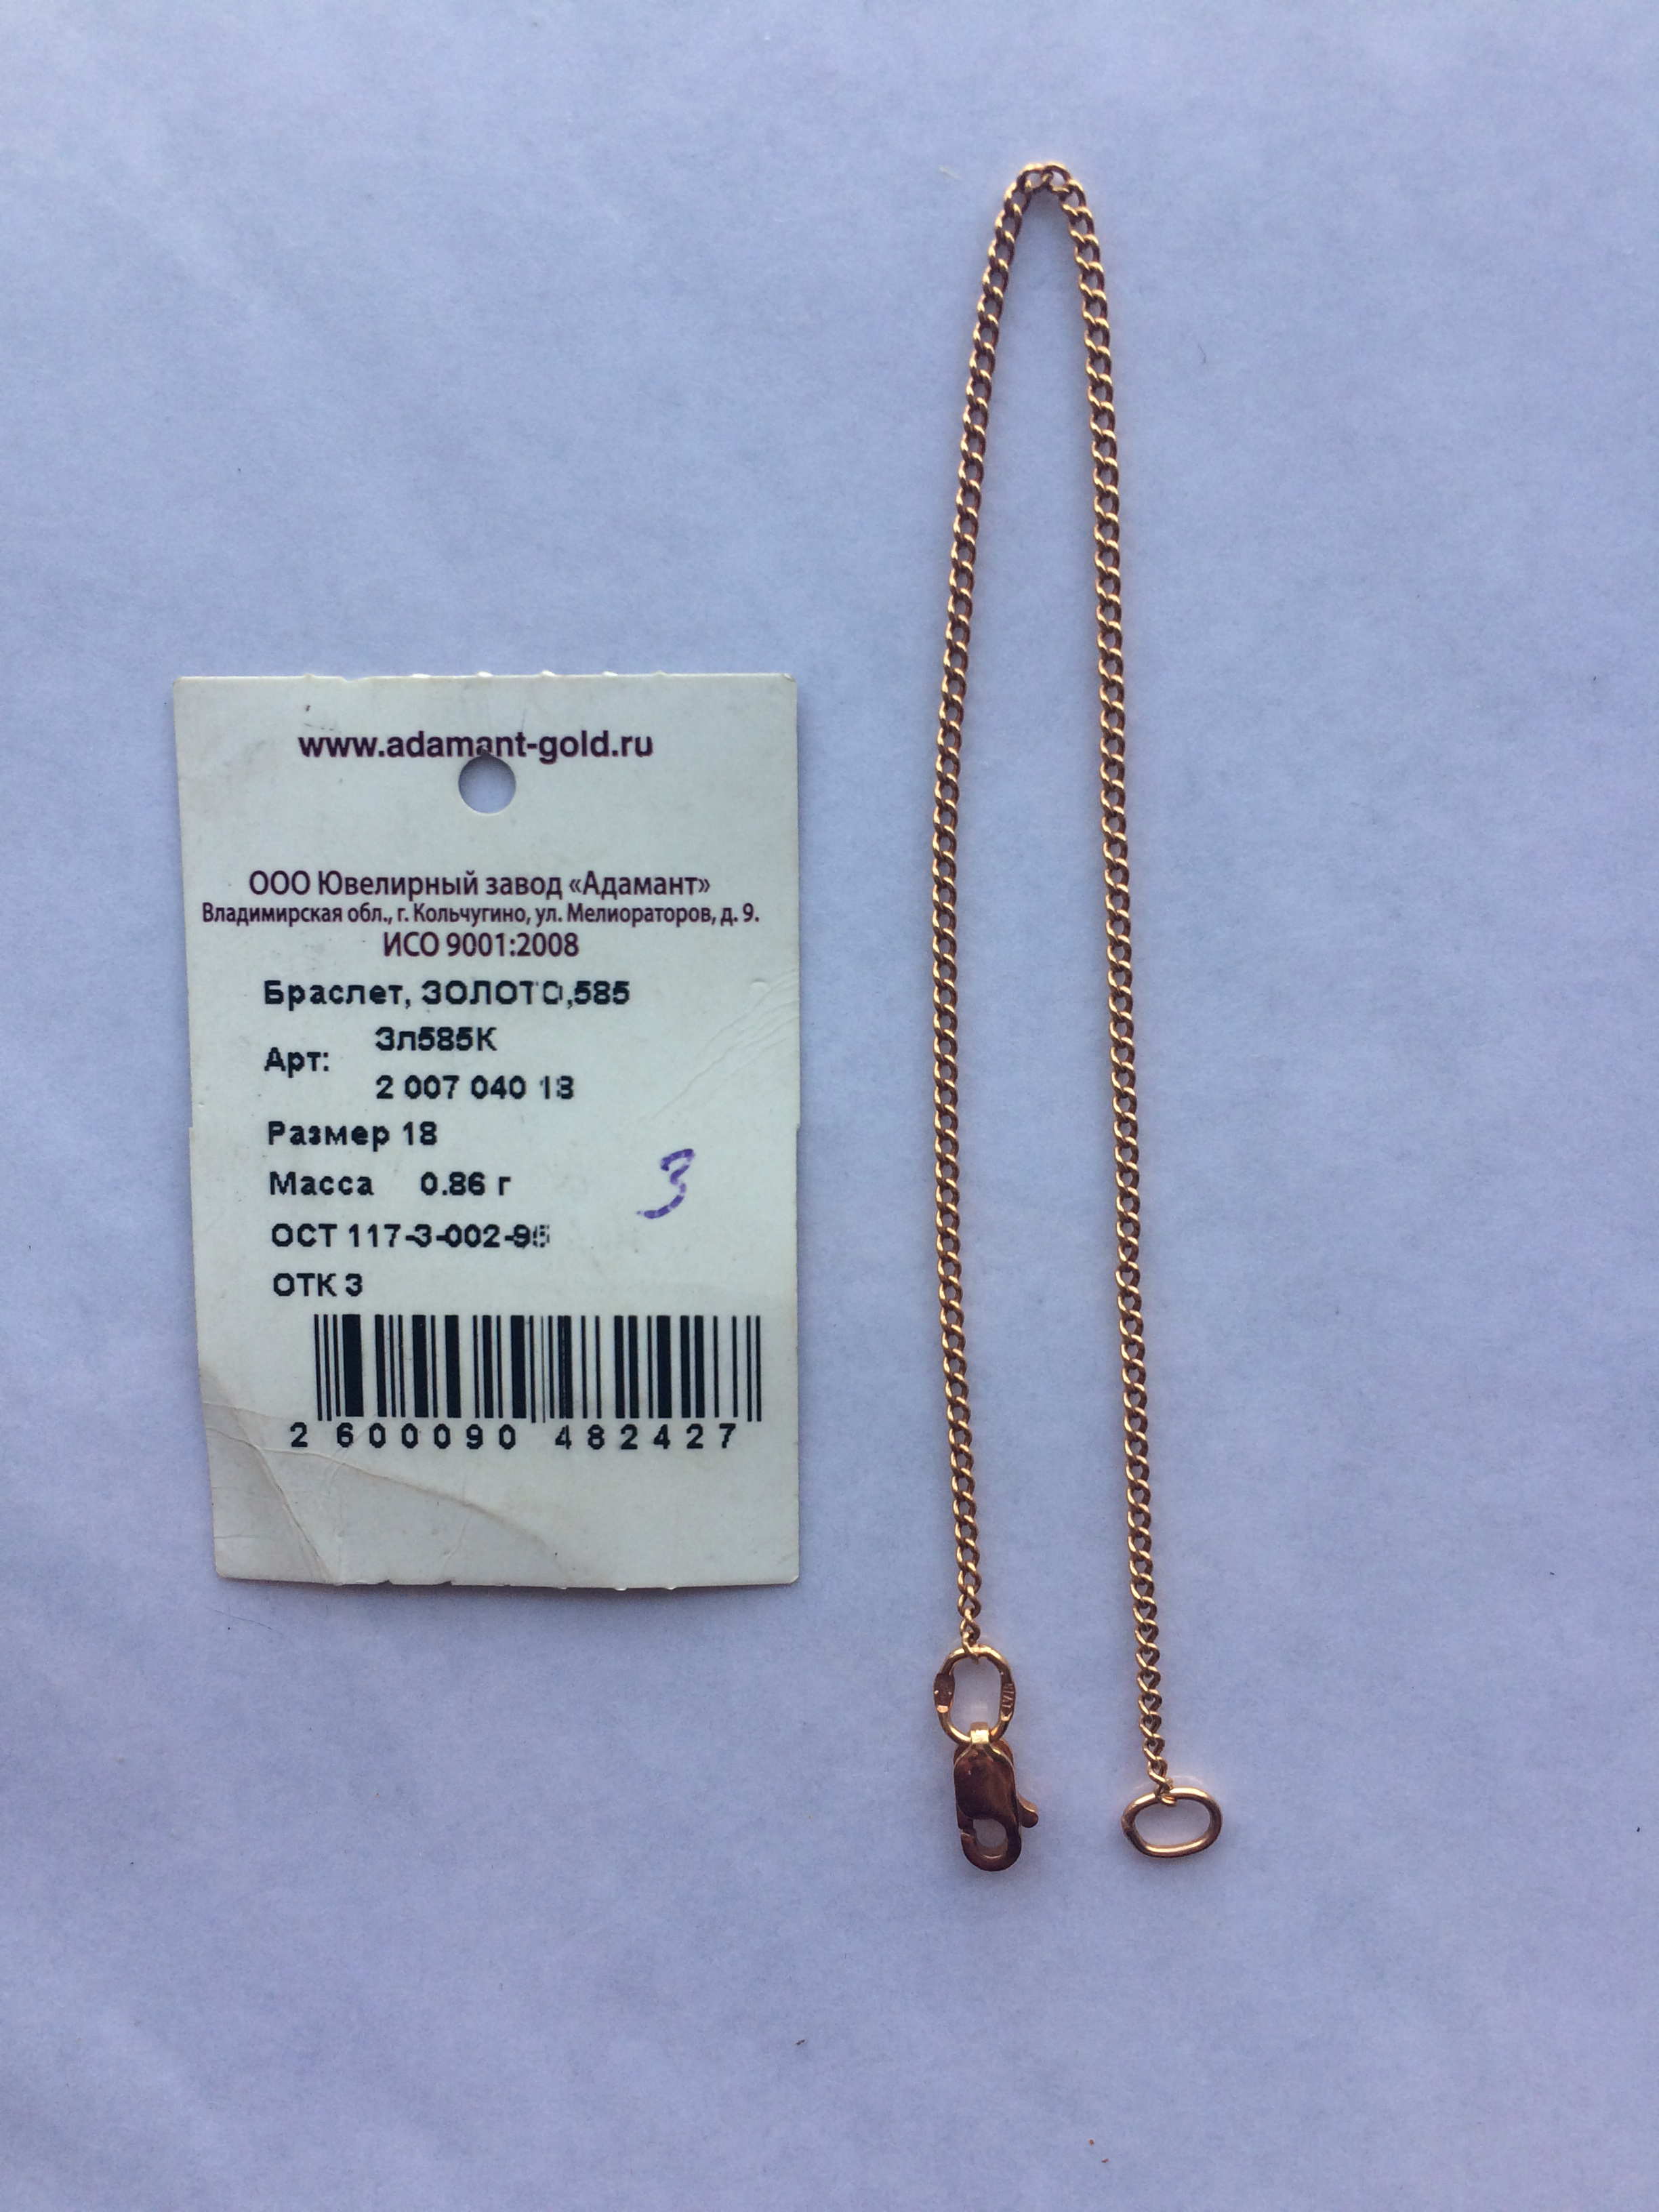 www.adamant-gold.ru
ООО Ювелирный завод «Адамант»
Владимирская обл., г. Кольчугино, ул. Мелиораторов, д. 9.
ИСО 9001:2008
Браслет, ЗОЛОТО,585
Арт: Зл585К
2 007 040 18
Размер 18
Масса 0.86 г
3
ОСТ 117-3-002-95
ОТК 3
2 600090 482427